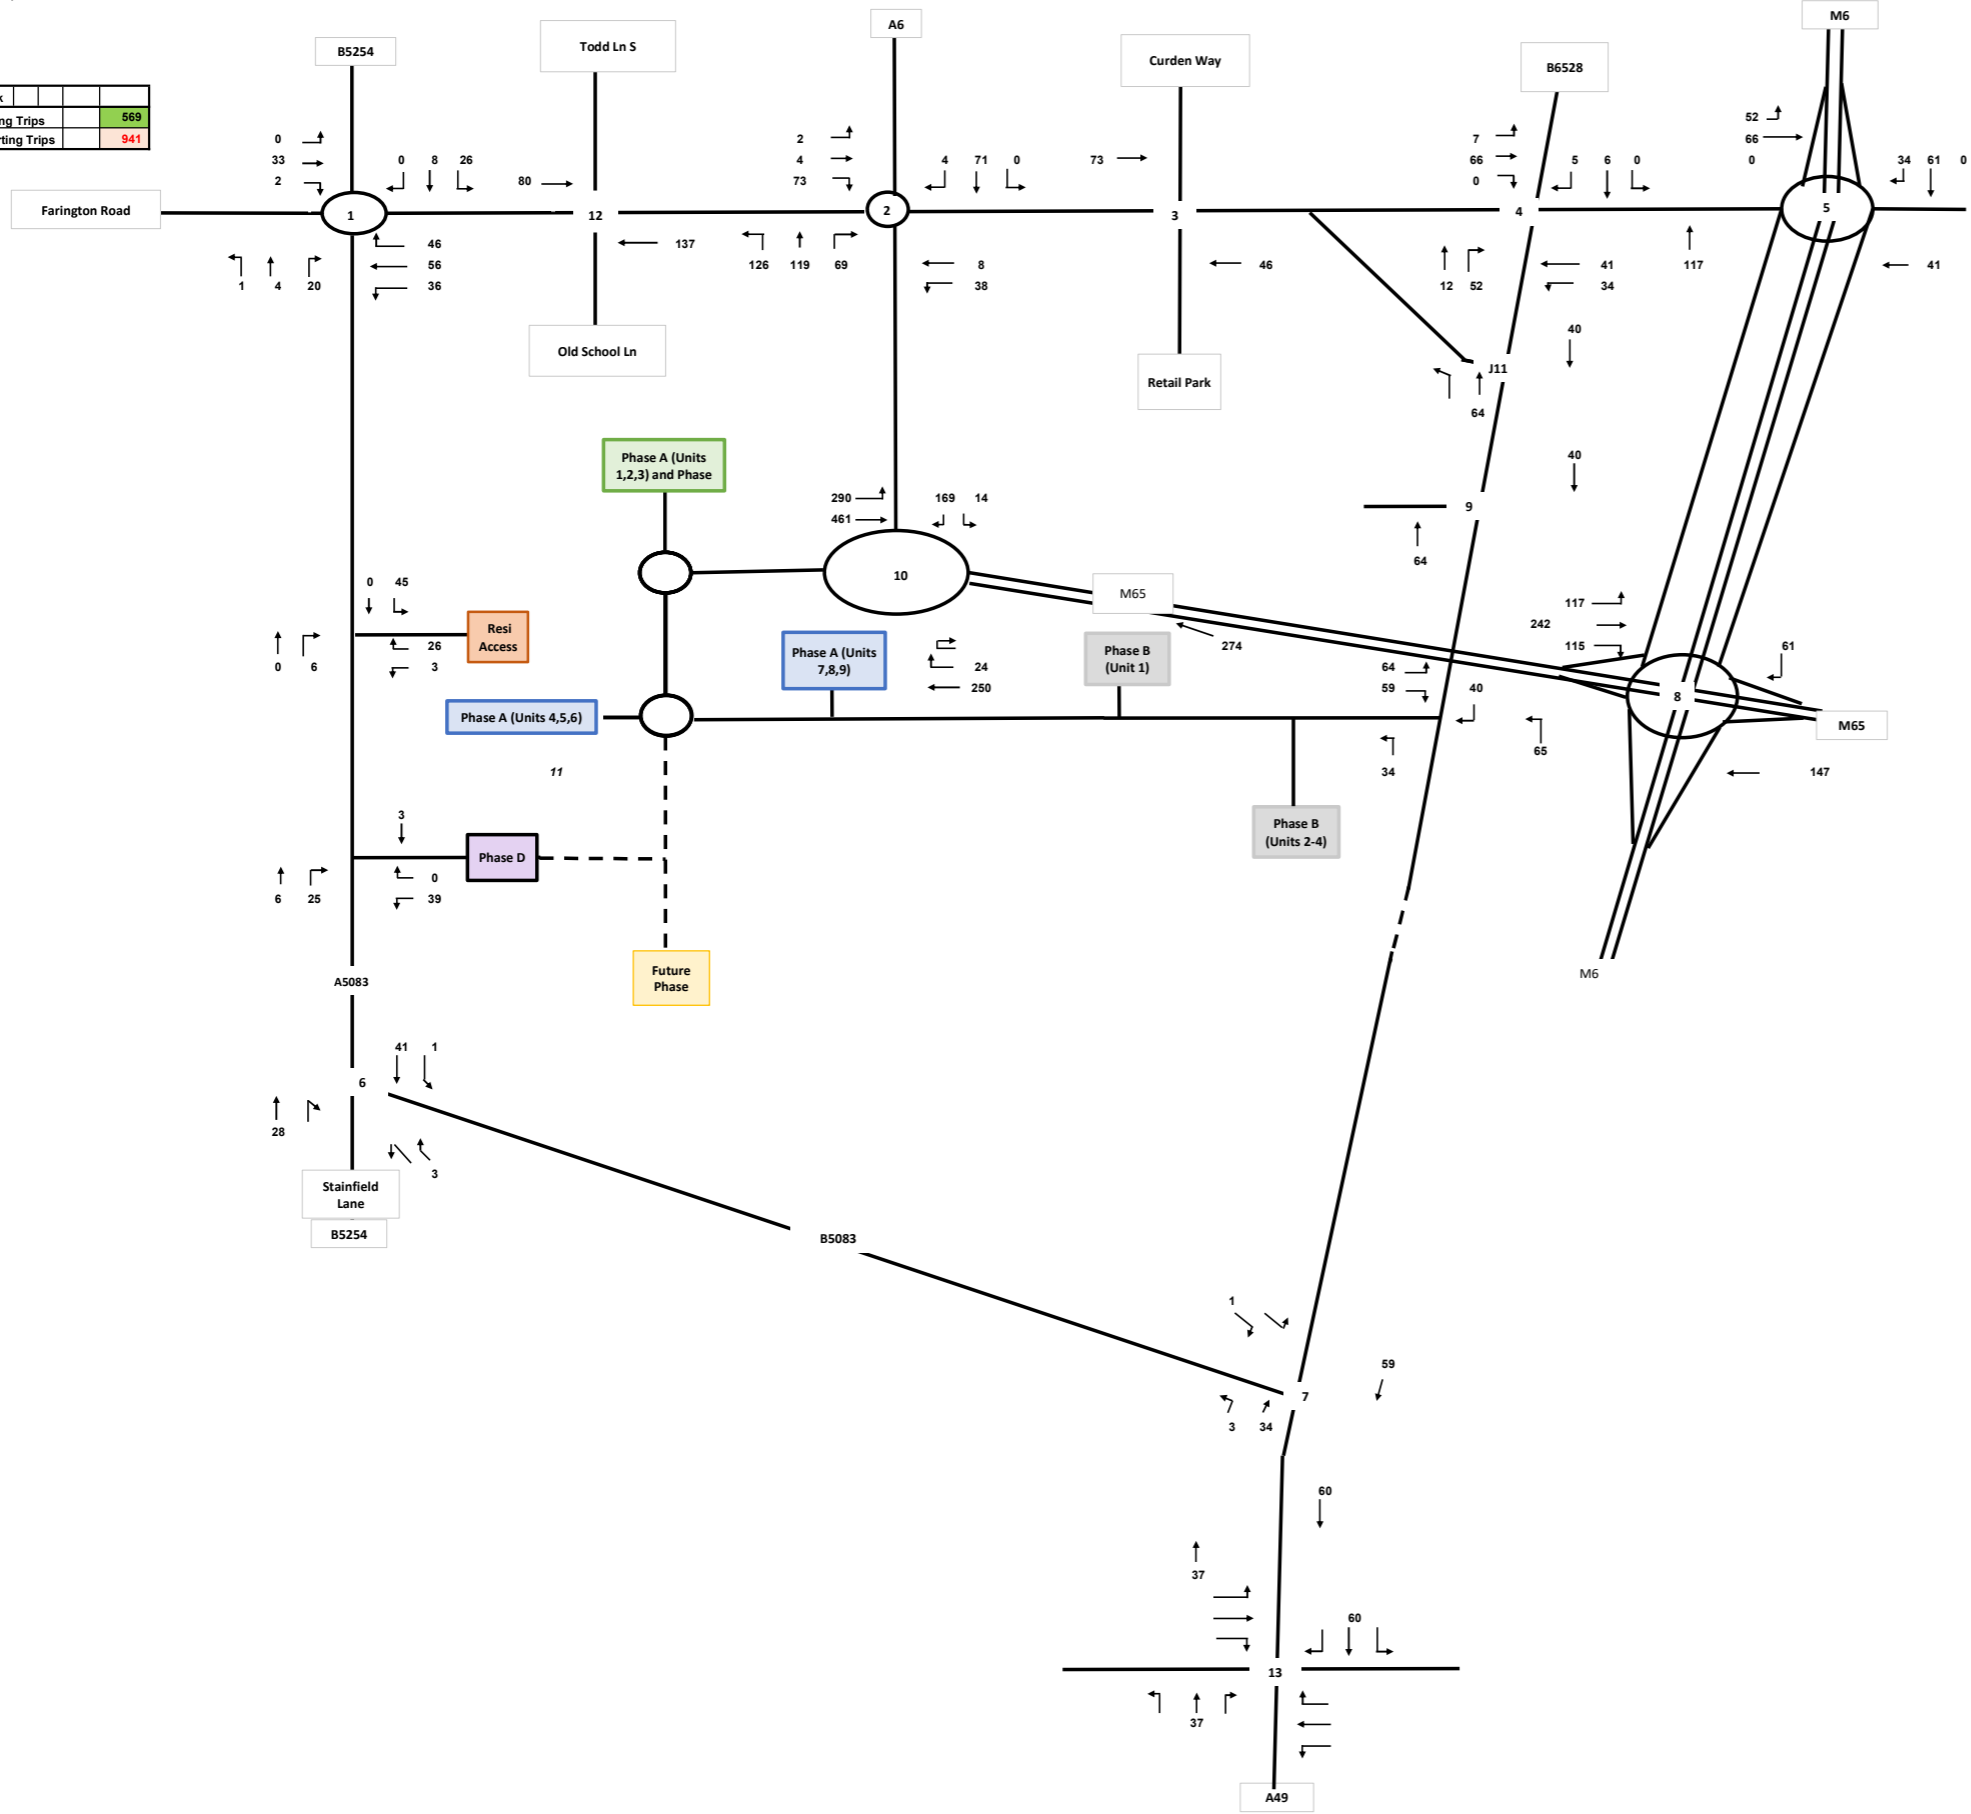 M6
A6
Todd Ln S
B5254
Curden Way
B6528
k
ng Trips 569
rting Trips 941
0
33
2
0 8 26
80
2
4
73
4 71 0
73
7
66
0
5 6 0
52
66
0
34 61 0
Farington Road
1
12
2
3
4
5
46
56
36
1 4 20
137
126 119 69
8
38
46
12 52
41
34
117
41
Old School Ln
40
J11
Retail Park
64
Phase A (Units
1,2,3) and Phase
40
290
461
169 14
9
64
10
M65
0 45
0 6
Resi
Access
26
3
Phase A (Units
7,8,9)
24
250
Phase B
(Unit 1)
274
117
242
115
61
64
59
40
8
Phase A (Units 4,5,6)
M65
65
34
11
147
3
Phase B
(Units 2-4)
Phase D
0
39
6 25
Future
Phase
M6
A5083
41 1
6
28
3
Stainfield
Lane
B5254
B5083
1
59
7
3 34
60
37
60
13
37
A49